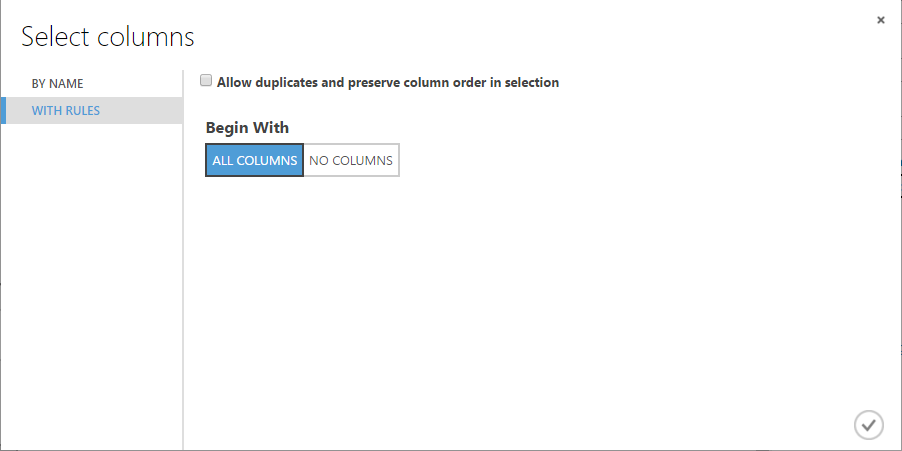 Select columns
BY NAME
WITH RULES
Allow duplicates and preserve column order in selection
Begin With
ALL COLUMNS NO COLUMNS